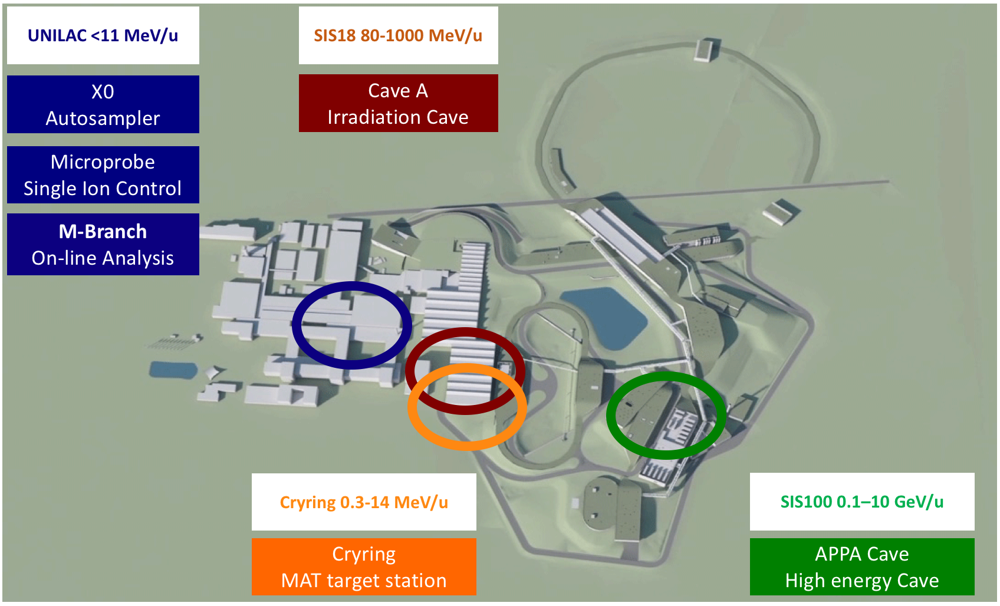 UNILAC <11 MeV/u
X0
Autosampler
Microprobe
Single Ion Control
M-Branch
On-line Analysis
SIS18 80-1000 MeV/u
Cave A
Irradiation Cave
Cryring 0.3-14 MeV/u
Cryring
MAT target station
SIS100 0.1–10 GeV/u
APPA Cave
High energy Cave